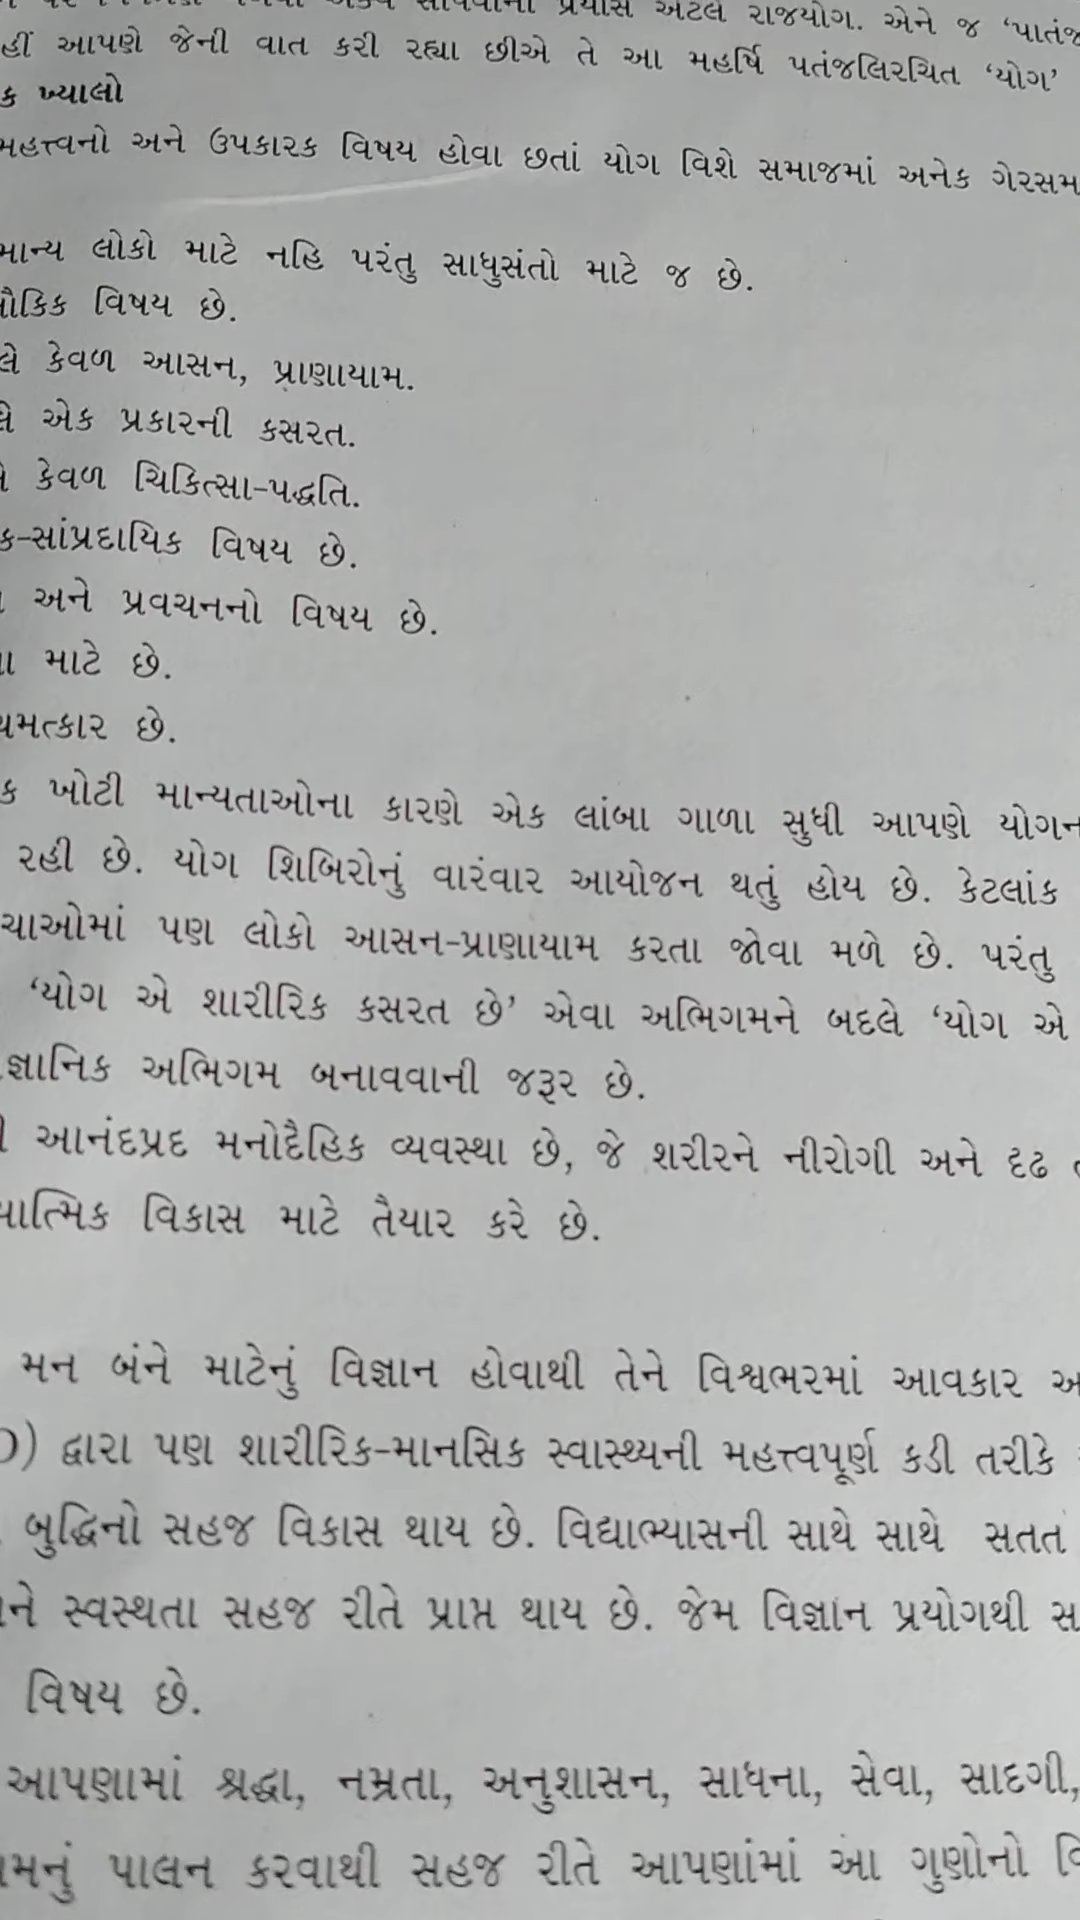 પ્રયાસ એટલે રાજયોગ. એને જ ‘પાતંજ
હીં આપણે જેની વાત કરી રહ્યા છીએ તે આ મહર્ષિ પતંજલિરચિત ‘યોગ’
ક ખ્યાલો
મહત્ત્વનો અને ઉપકારક વિષય હોવા છતાં યોગ વિશે સમાજમાં અનેક ગેરસમ
માન્ય લોકો માટે નહિ પરંતુ સાધુસંતો માટે જ છે.
ૌકિક વિષય છે.
લે કેવળ આસન, પ્રાણાયામ.
એક પ્રકારની કસરત.
કેવળ ચિકિત્સા-પદ્ધતિ.
ક-સાંપ્રદાયિક વિષય છે.
અને પ્રવચનનો વિષય છે.
માટે છે.
ચમત્કાર છે.
ક ખોટી માન્યતાઓના કારણે એક લાંબા ગાળા સુધી આપણે યોગન
રહી છે. યોગ શિબિરોનું વારંવાર આયોજન થતું હોય છે. કેટલાંક
ચાઓમાં પણ લોકો આસન-પ્રાણાયામ કરતા જોવા મળે છે. પરંતુ
‘યોગ એ શારીરિક કસરત છે’ એવા અભિગમને બદલે ‘યોગ એ
જ્ઞાનિક અભિગમ બનાવવાની જરૂર છે.
આનંદપ્રદ મનોદૈહિક વ્યવસ્થા છે, જે શરીરને નીરોગી અને દૃઢ
યાત્મિક વિકાસ માટે તૈયાર કરે છે.
મન બંને માટેનું વિજ્ઞાન હોવાથી તેને વિશ્વભરમાં આવકાર
O) દ્વારા પણ શારીરિક-માનસિક સ્વાસ્થ્યની મહત્ત્વપૂર્ણ કડી તરીકે
બુદ્ધિનો સહજ વિકાસ થાય છે. વિદ્યાભ્યાસની સાથે સાથે સતત
ને સ્વસ્થતા સહજ રીતે પ્રાપ્ત થાય છે. જેમ વિજ્ઞાન પ્રયોગથી સ
વિષય છે.
આપણામાં શ્રદ્ધા, નમ્રતા, અનુશાસન, સાધના, સેવા, સાદગી,
મનું પાલન કરવાથી સહજ રીતે આપણાંમાં આ ગુણોનો વિ